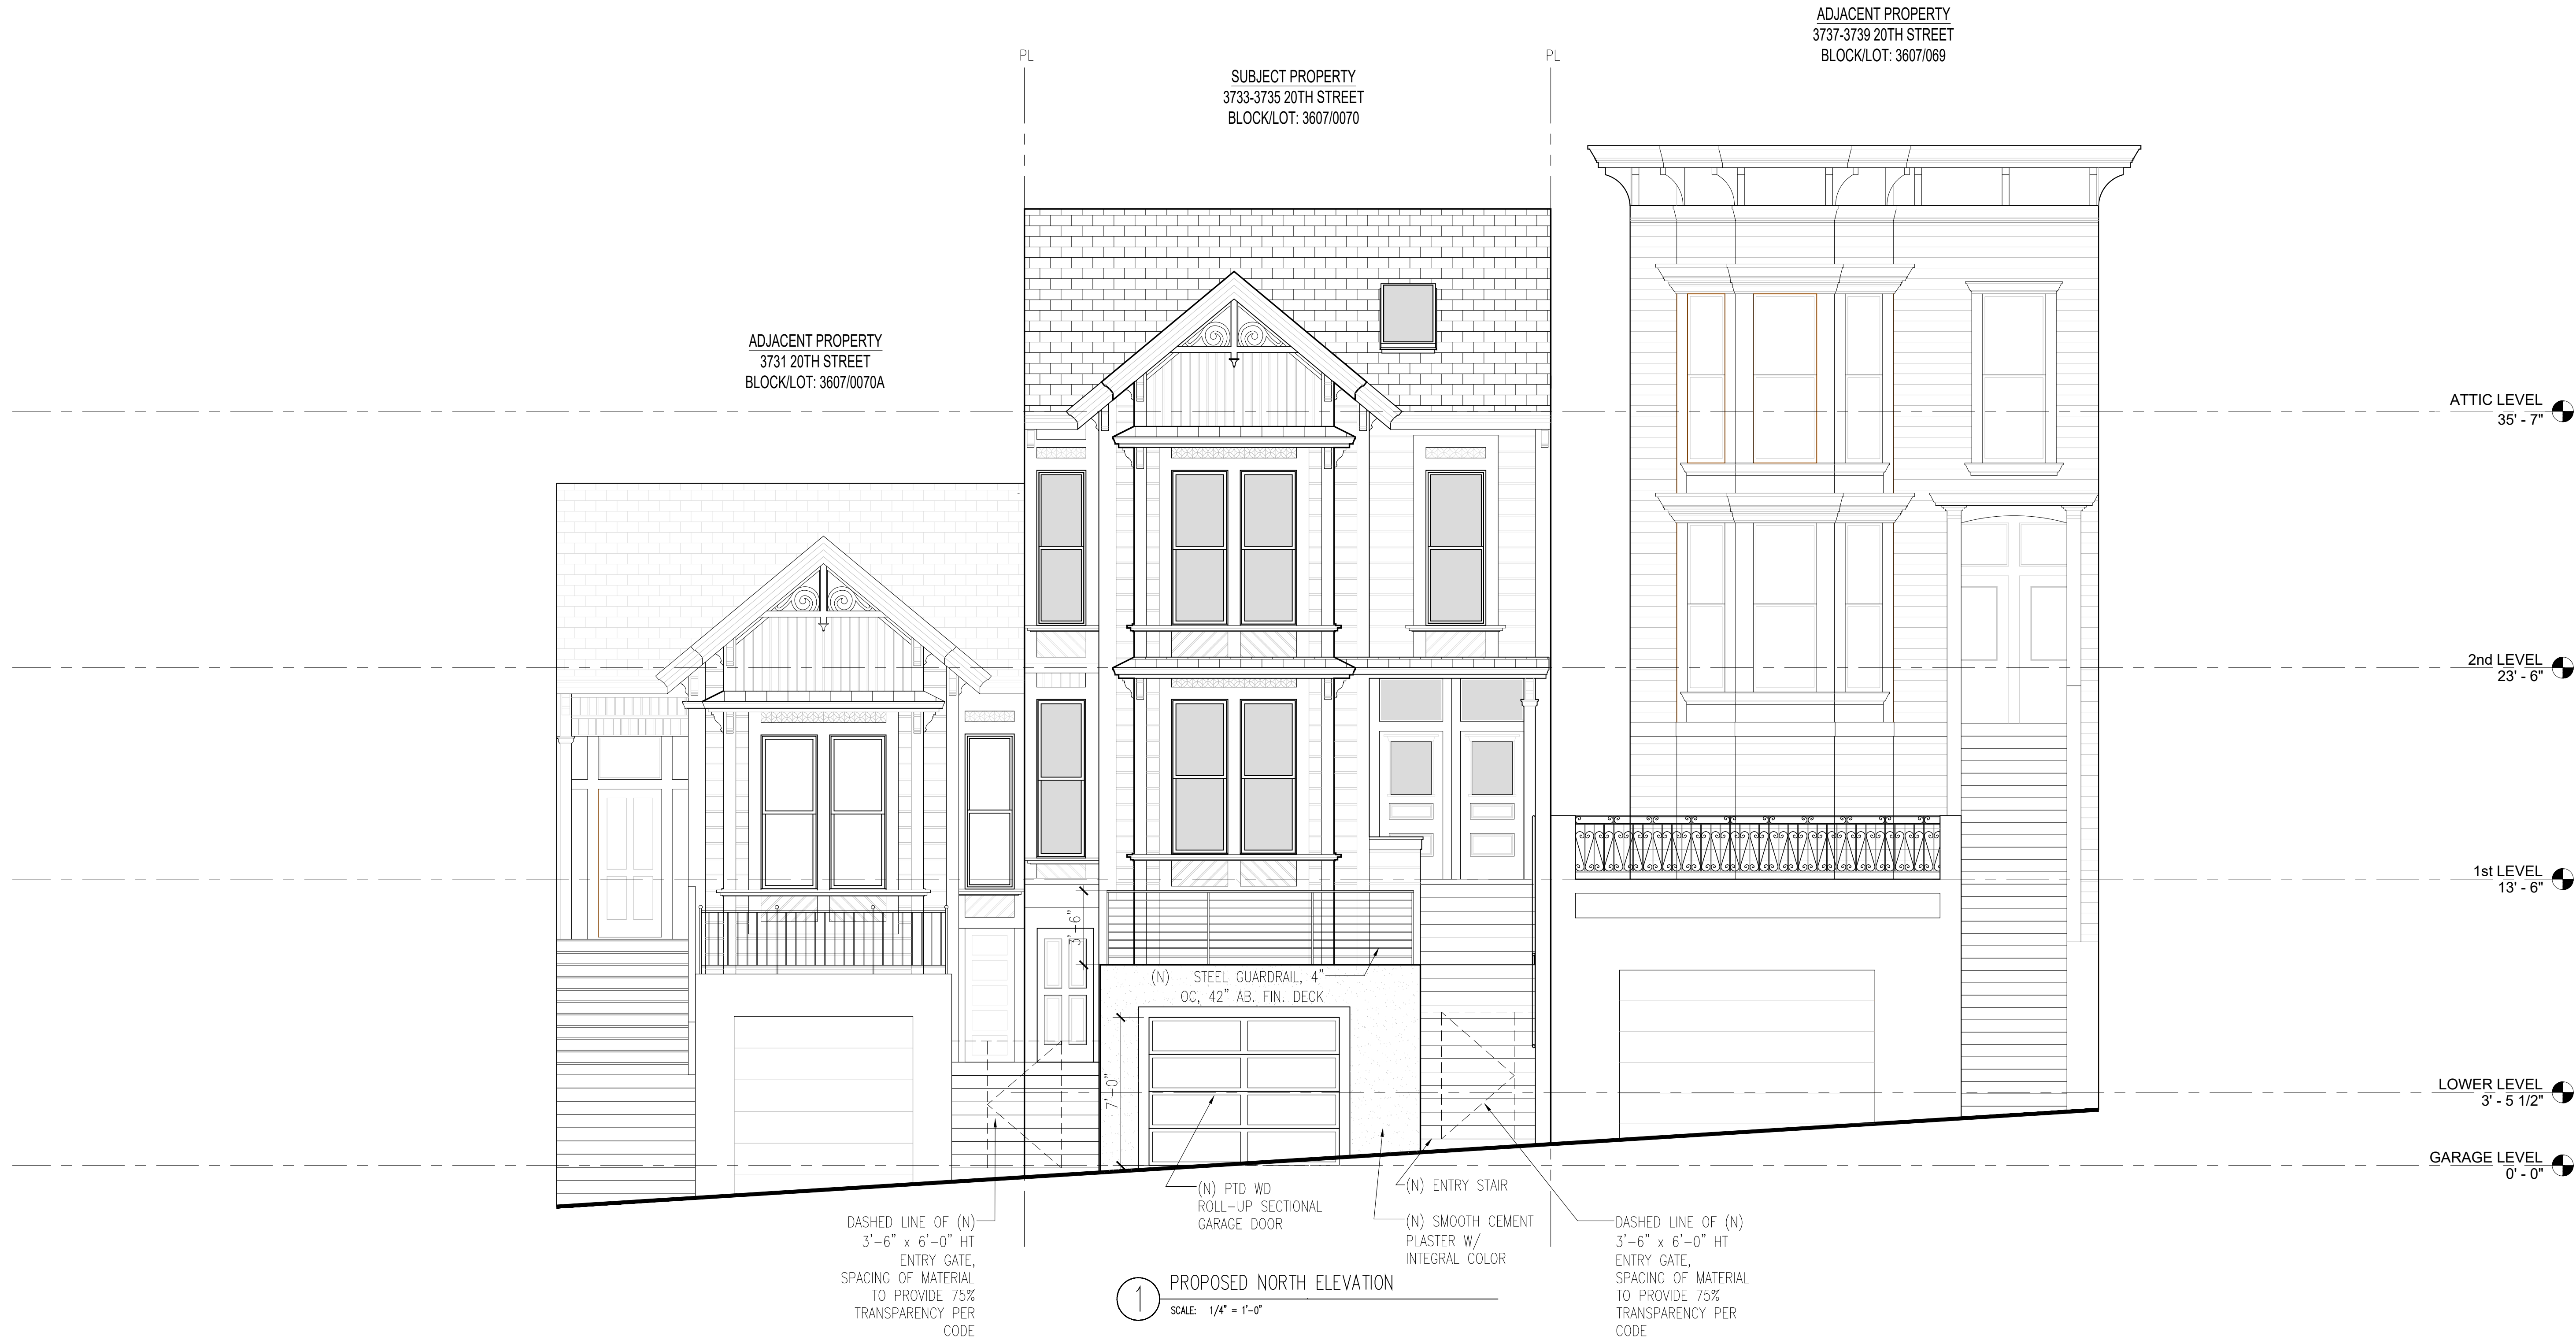 ADJACENT PROPERTY
3737-3739 20TH STREET
BLOCK/LOT: 3607/069
PL
PL
SUBJECT PROPERTY
3733-3735 20TH STREET
BLOCK/LOT: 3607/0070
ADJACENT PROPERTY
3731 20TH STREET
BLOCK/LOT: 3607/0070A
ATTIC LEVEL
35' - 7"
2nd LEVEL
23' - 6"
1st LEVEL
13' - 6"
LOWER LEVEL
3' - 5 1/2"
GARAGE LEVEL
0' - 0"
3'-6"
(N) STEEL GUARDRAIL, 4"
OC, 42" AB. FIN. DECK
7'-0"
(N) PTD WD
ROLL-UP SECTIONAL
GARAGE DOOR
(N) ENTRY STAIR
(N) SMOOTH CEMENT
PLASTER W/
INTEGRAL COLOR
DASHED LINE OF (N)
3'-6" x 6'-0" HT
ENTRY GATE,
SPACING OF MATERIAL
TO PROVIDE 75%
TRANSPARENCY PER
CODE
DASHED LINE OF (N)
3'-6" x 6'-0" HT
ENTRY GATE,
SPACING OF MATERIAL
TO PROVIDE 75%
TRANSPARENCY PER
CODE
1
PROPOSED NORTH ELEVATION
SCALE: 1/4" = 1'-0"